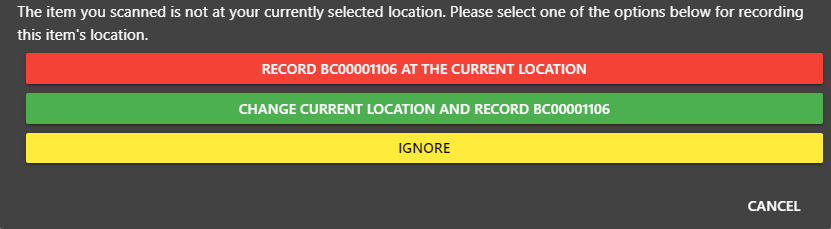 The item you scanned is not at your currently selected location. Please select one of the options below for recording
this item's location.
RECORD BC00001106 AT THE CURRENT LOCATION
CHANGE CURRENT LOCATION AND RECORD BC00001106
IGNORE
CANCEL